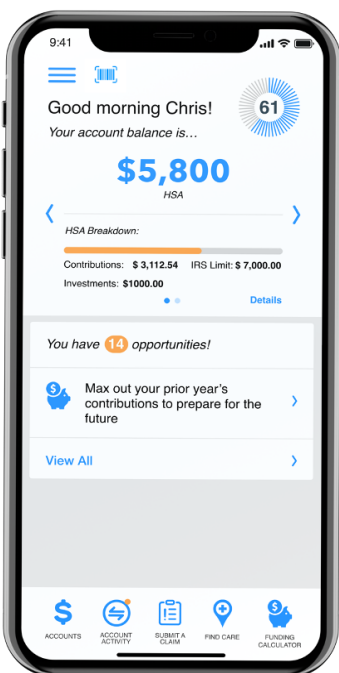 9:41
Good morning Chris!
61
Your account balance is...
$5,800
HSA
HSA Breakdown:
Contributions: $ 3,112.54 IRS Limit: $ 7,000.00
Investments: $1000.00
Details
You have 14 opportunities!
Max out your prior year's
contributions to prepare for the
future
View All
ACCOUNTS
ACCOUNT
ACTIVITY
SUBMIT A
CLAIM
FIND CARE
FUNDING
CALCULATOR